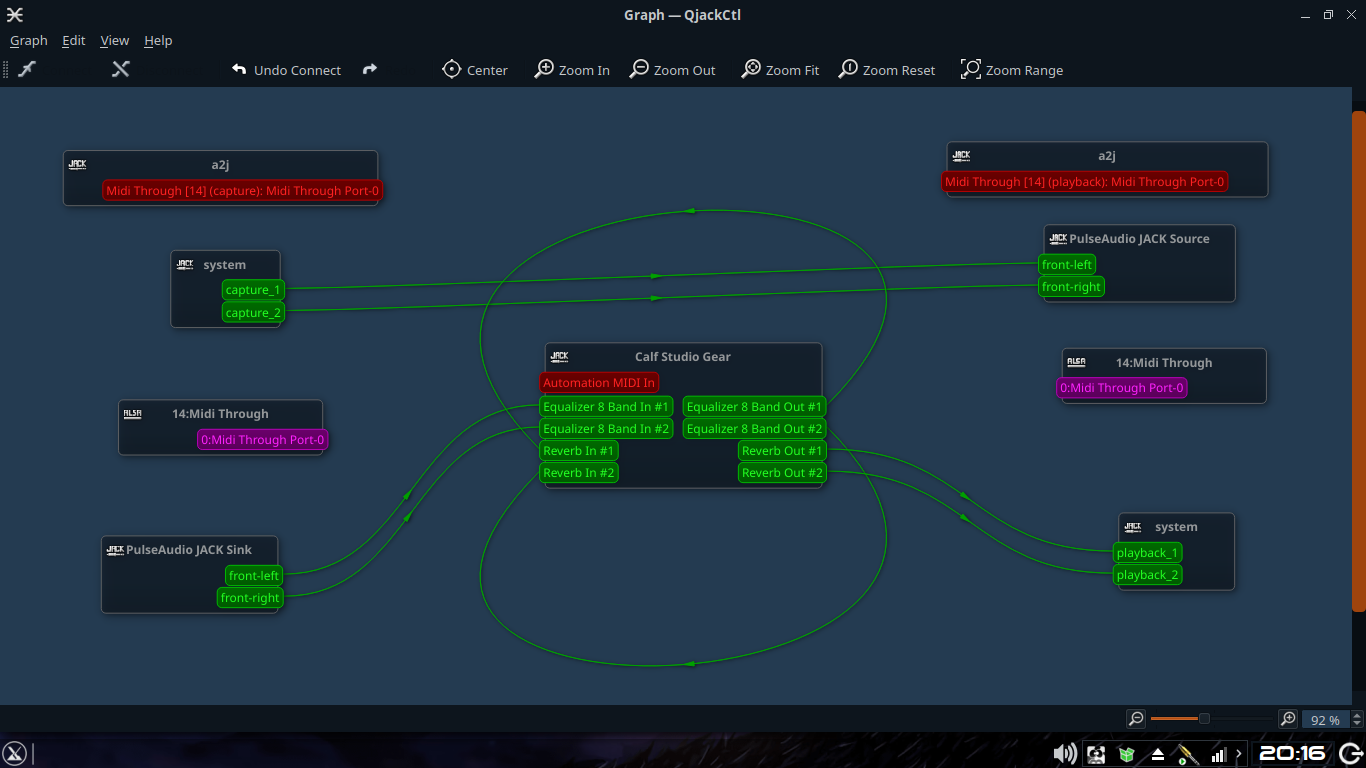 Graph — QjackCtl
Graph Edit View Help
Undo Connect Center Zoom In Zoom Out Zoom Fit Zoom Reset Zoom Range
JACK a2j
Midi Through [14] (capture): Midi Through Port-0
JACK a2j
Midi Through [14] (playback): Midi Through Port-0
JACK system
capture_1
capture_2
JACK PulseAudio JACK Source
front-left
front-right
JACK Calf Studio Gear
Automation MIDI In
Equalizer 8 Band In #1 Equalizer 8 Band Out #1
Equalizer 8 Band In #2 Equalizer 8 Band Out #2
Reverb In #1 Reverb Out #1
Reverb In #2 Reverb Out #2
ALSA 14:Midi Through
0:Midi Through Port-0
ALSA 14:Midi Through
0:Midi Through Port-0
JACK PulseAudio JACK Sink
front-left
front-right
JACK system
playback_1
playback_2
92 %
20:16